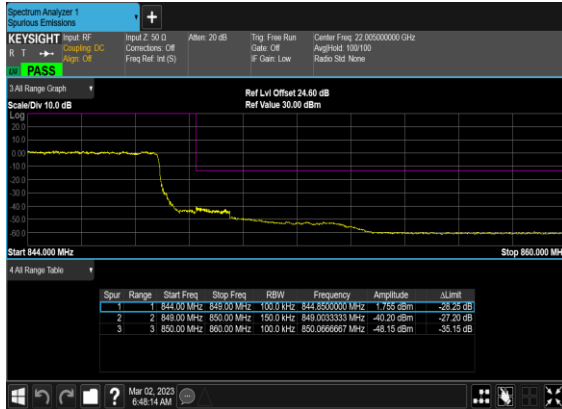 Spectrum Analyzer 1
Spurious Emissions
+
KEYSIGHT Input: RF Input Z: 50 Ω Atten: 20 dB Trig: Free Run Center Freq: 22.005000000 GHz
R T Coupling: DC Corrections: Off Gate: Off Avg|Hold: 100/100
Align: Off Freq Ref: Int (S) IF Gain: Low Radio Std: None
PASS
3 All Range Graph
Ref Lvl Offset 24.60 dB
Scale/Div 10.0 dB Ref Value 30.00 dBm
Log
20.0
10.0
0.00
-10.0
-20.0
-30.0
-40.0
-50.0
-60.0
Start 844.000 MHz Stop 860.000 MHz
4 All Range Table
Spur Range Start Freq Stop Freq RBW Frequency Amplitude ΔLimit
1 1 844.00 MHz 849.00 MHz 100.0 kHz 844.8500000 MHz 1.755 dBm -28.25 dB
2 2 849.00 MHz 850.00 MHz 150.0 kHz 849.0033333 MHz -40.20 dBm -27.20 dB
3 3 850.00 MHz 860.00 MHz 100.0 kHz 850.0666667 MHz -48.15 dBm -35.15 dB
? Mar 02, 2023
6:48:14 AM